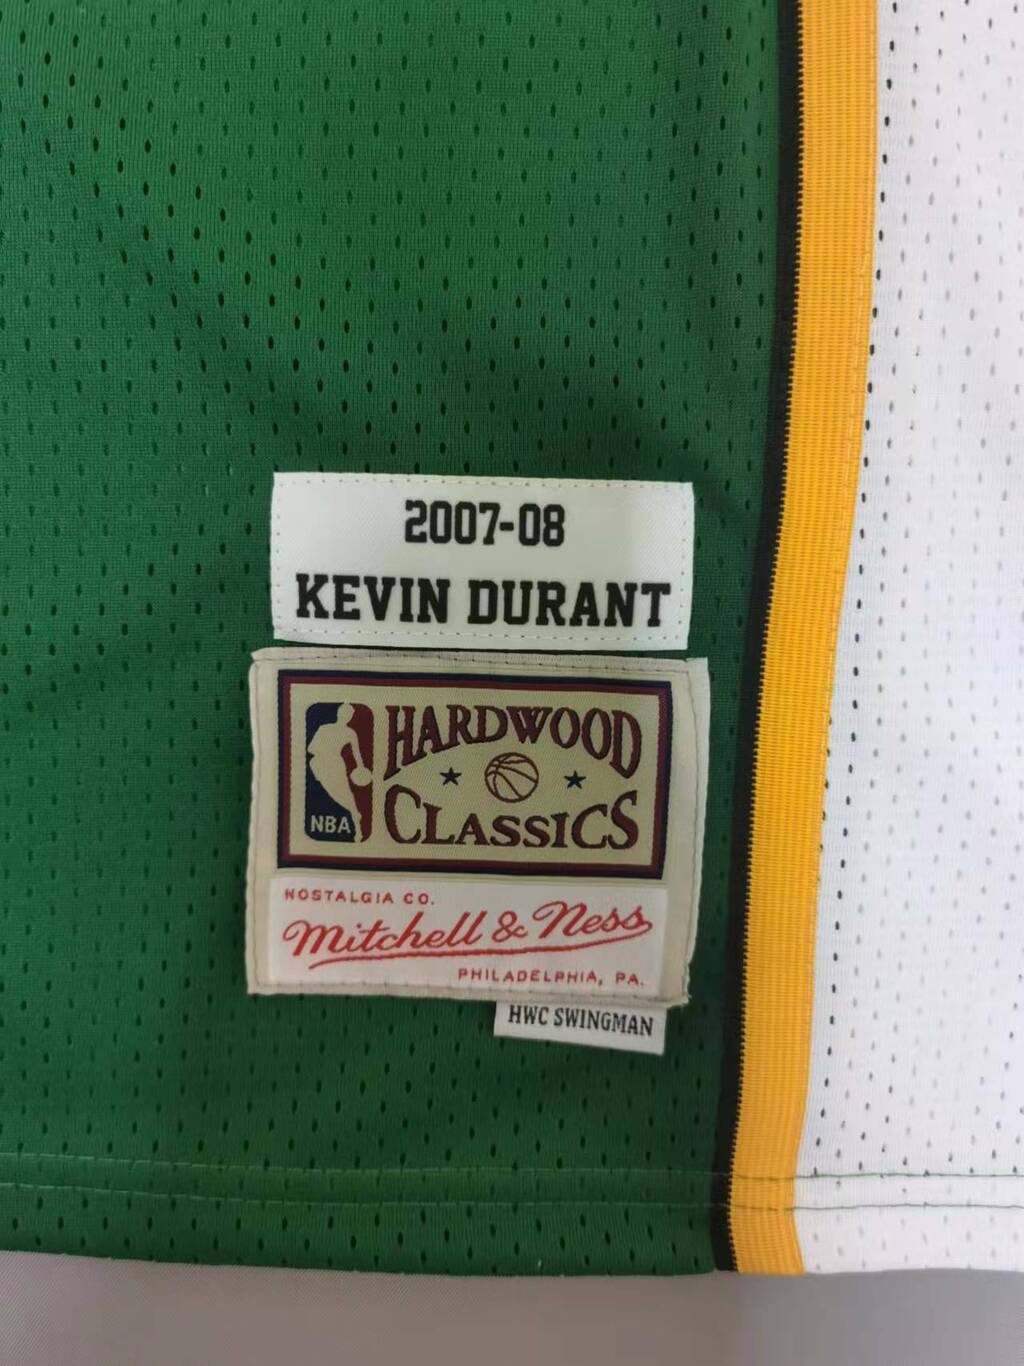 2007-08
KEVIN DURANT
HARDWOOD
CLASSICS
NBA
NOSTALGIA CO.
Mitchell & Ness
PHILADELPHIA, PA.
HWC SWINGMAN